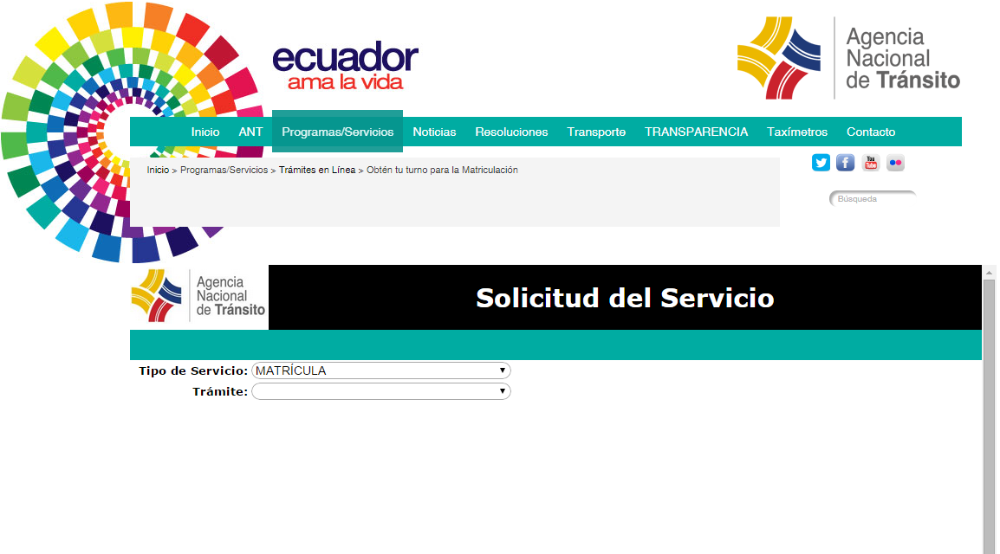 ecuador
ama la vida
Agencia
Nacional
de Tránsito
Inicio ANT Programas/Servicios Noticias Resoluciones Transporte TRANSPARENCIA Taxímetros Contacto
Inicio > Programas/Servicios > Trámites en Línea > Obtén tu turno para la Matriculación
You
Tube
Búsqueda
Agencia
Nacional
de Tránsito
Solicitud del Servicio
Tipo de Servicio: MATRÍCULA
Trámite: